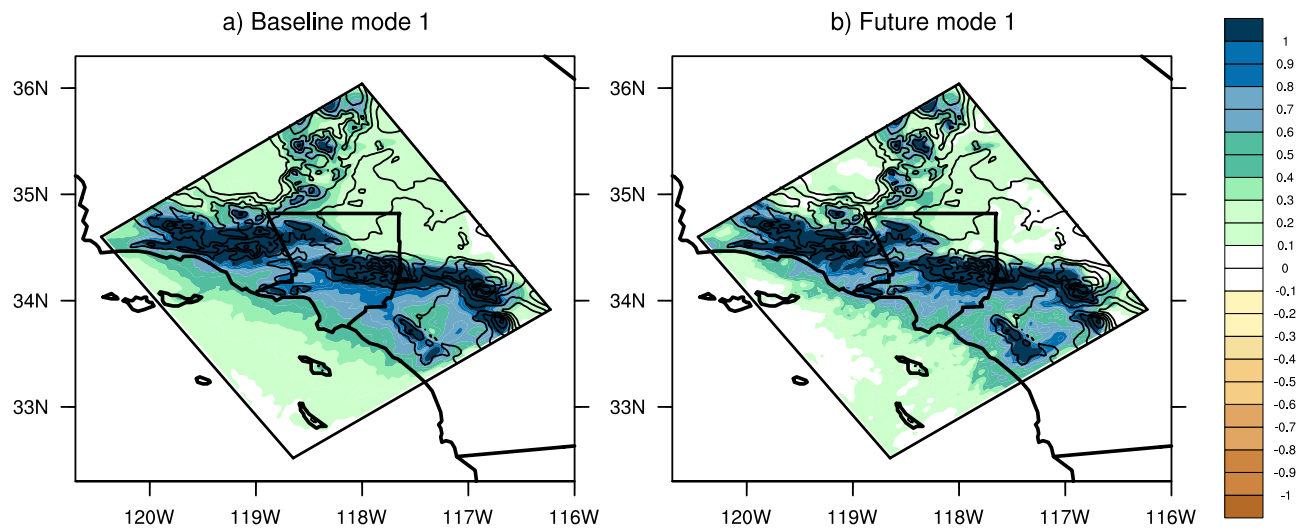 a) Baseline mode 1
b) Future mode 1
36N
35N
34N
33N
120W
119W
118W
117W
116W
36N
35N
34N
33N
120W
119W
118W
117W
116W
1
0.9
0.8
0.7
0.6
0.5
0.4
0.3
0.2
0.1
0
-0.1
-0.2
-0.3
-0.4
-0.5
-0.6
-0.7
-0.8
-0.9
-1